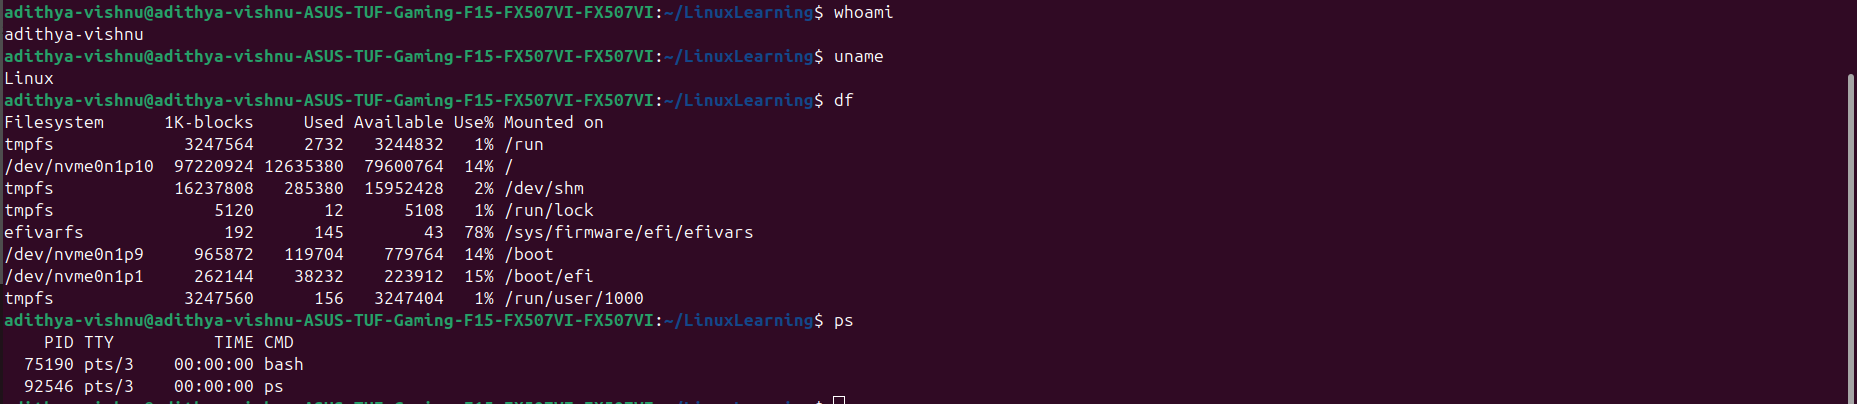 adithya-vishnu@adithya-vishnu-ASUS-TUF-Gaming-F15-FX507VI-FX507VI:~/LinuxLearning$ whoami
adithya-vishnu
adithya-vishnu@adithya-vishnu-ASUS-TUF-Gaming-F15-FX507VI-FX507VI:~/LinuxLearning$ uname
Linux
adithya-vishnu@adithya-vishnu-ASUS-TUF-Gaming-F15-FX507VI-FX507VI:~/LinuxLearning$ df
Filesystem      1K-blocks     Used Available Use% Mounted on
tmpfs             3247564     2732   3244832   1% /run
/dev/nvme0n1p10  97220924 12635380  79600764  14% /
tmpfs            16237808   285380  15952428   2% /dev/shm
tmpfs                5120       12      5108   1% /run/lock
efivarfs              192      145        43  78% /sys/firmware/efi/efivars
/dev/nvme0n1p9     965872   119704    779764  14% /boot
/dev/nvme0n1p1     262144    38232    223912  15% /boot/efi
tmpfs             3247560      156   3247404   1% /run/user/1000
adithya-vishnu@adithya-vishnu-ASUS-TUF-Gaming-F15-FX507VI-FX507VI:~/LinuxLearning$ ps
    PID TTY          TIME CMD
  75190 pts/3    00:00:00 bash
  92546 pts/3    00:00:00 ps